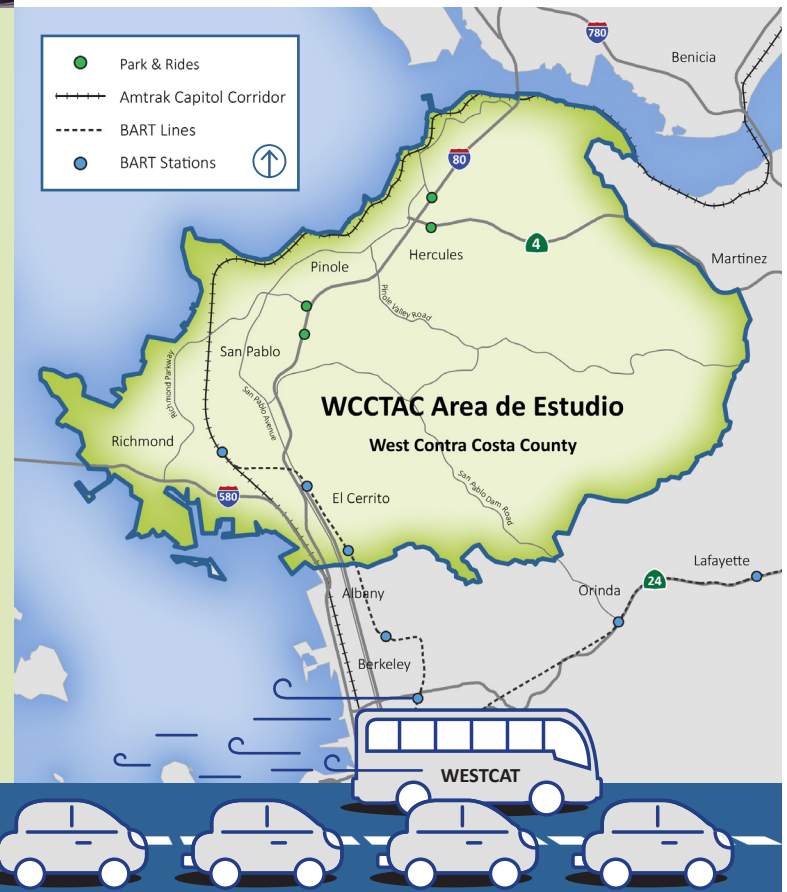 Park & Rides
Amtrak Capitol Corridor
BART Lines
BART Stations
780
Benicia
80
4
Hercules
Martinez
Pinole
Pinole Valley Road
San Pablo
Richmond Parkway
San Pablo Avenue
WCCTAC Area de Estudio
West Contra Costa County
Richmond
580
El Cerrito
San Pablo Dam Road
Lafayette
24
Orinda
Albany
Berkeley
WESTCAT